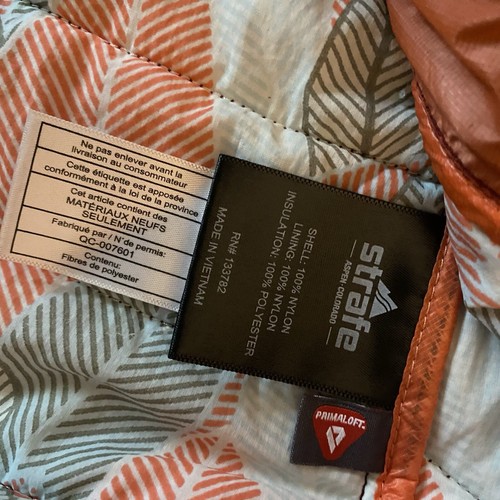 Ne pas enlever avant la
livraison au consommateur
Cette étiquette est apposée
conformément à la loi de la province
Cet article contient des
MATÉRIAUX NEUFS
SEULEMENT
Fabriqué par / N°de permis:
QC-007601
Contenu:
Fibres de polyester
strafe
ASPEN•COLORADO
SHELL: 100% NYLON
LINING: 100% NYLON
INSULATION: 100% POLYESTER
RN# 133782
MADE IN VIETNAM
PRIMALOFT